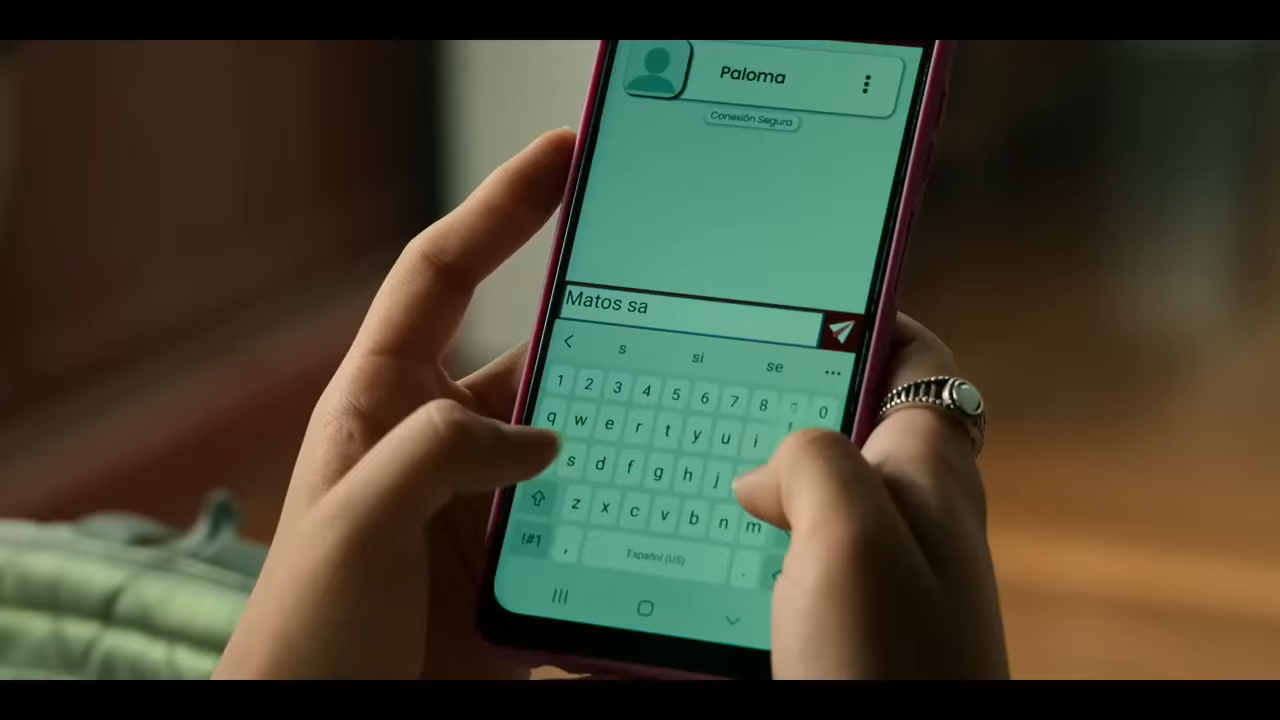 Paloma
Conexión Segura
Matos sa
s si se
1 2 3 4 5 6 7 8 0
q w e r t y u i
s d f g h j
z x c v b n m
!#1 , Español (US) .